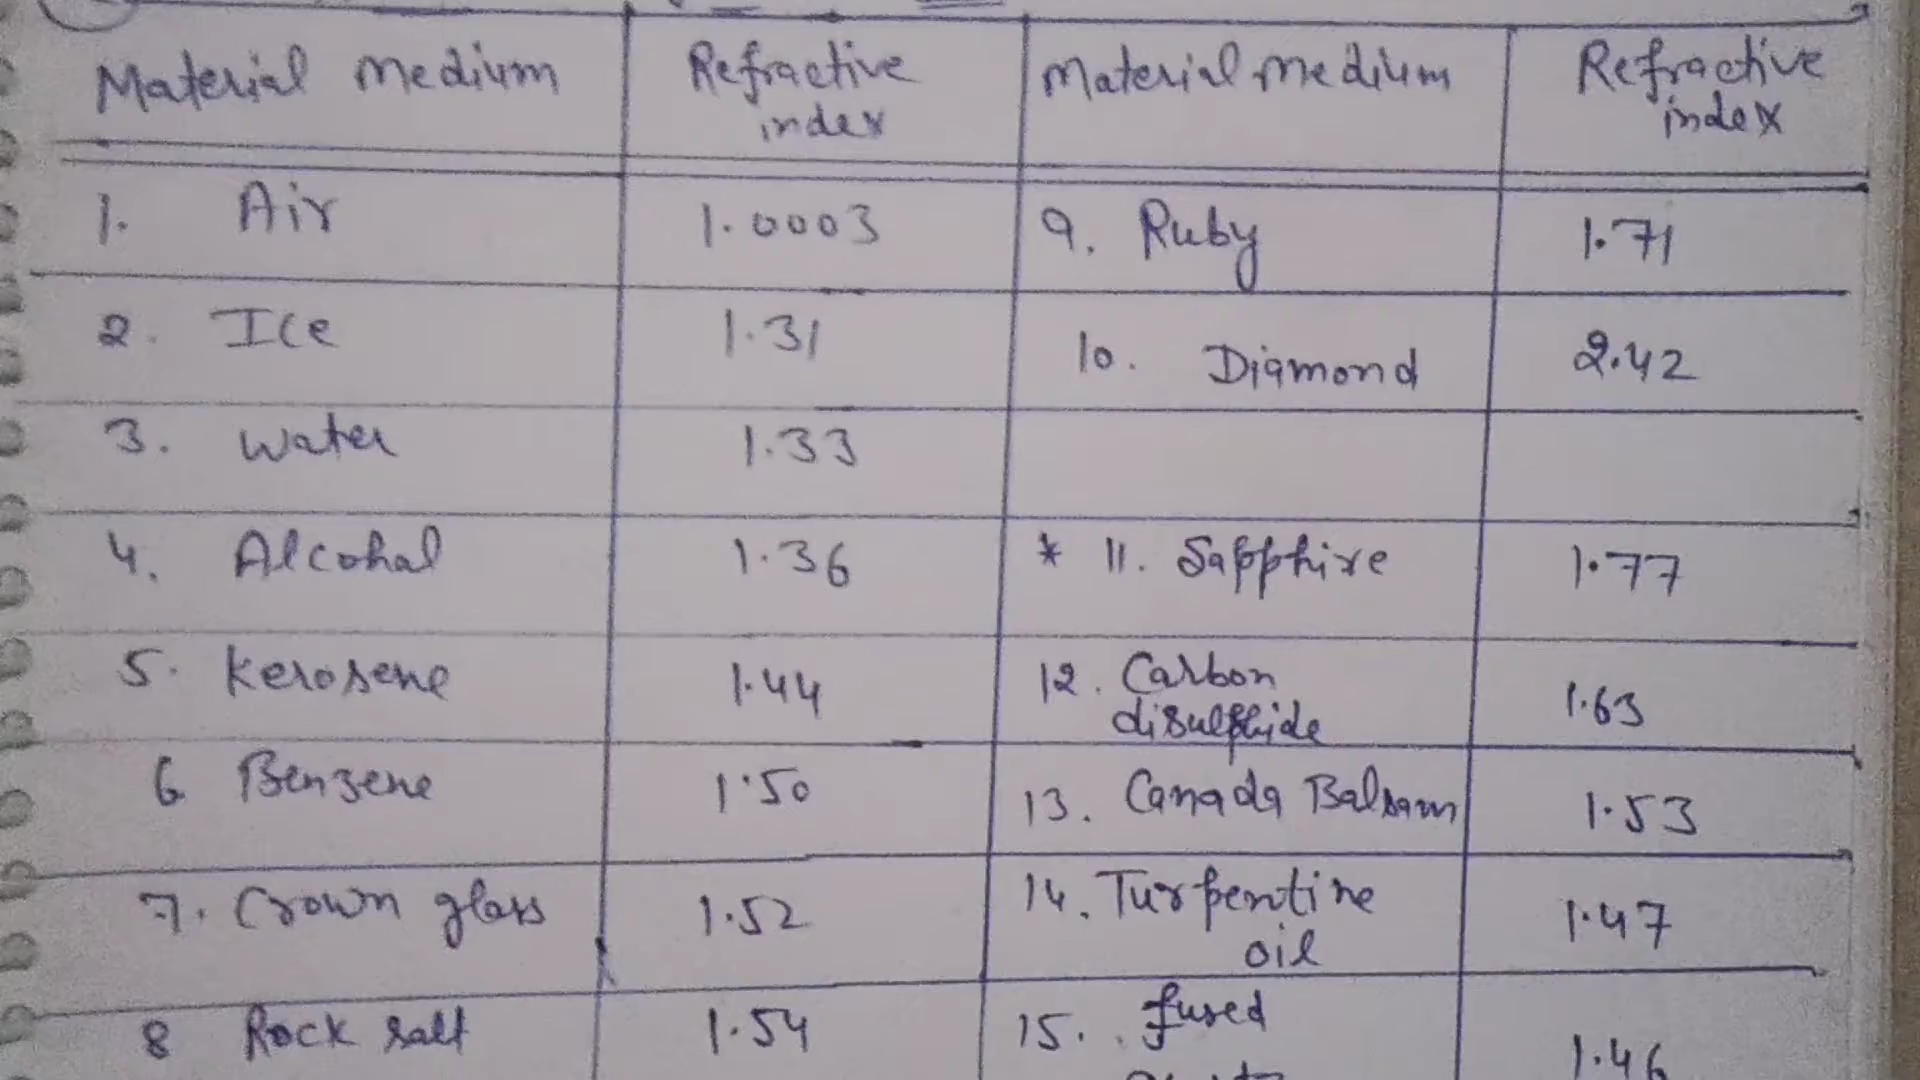 Material Medium Refractive index Material Medium Refractive index
1. Air 1.0003 9. Ruby 1.71
2. Ice 1.31 10. Diamond 2.42
3. Water 1.33
4. Alcohal 1.36 * 11. Sapphire 1.77
5. Kerosene 1.44 12. Carbon disulphide 1.63
6 Benzene 1.50 13. Canada Balsam 1.53
7. Crown glass 1.52 14. Turpentine oil 1.47
8 Rock salt 1.54 15. fused 1.46